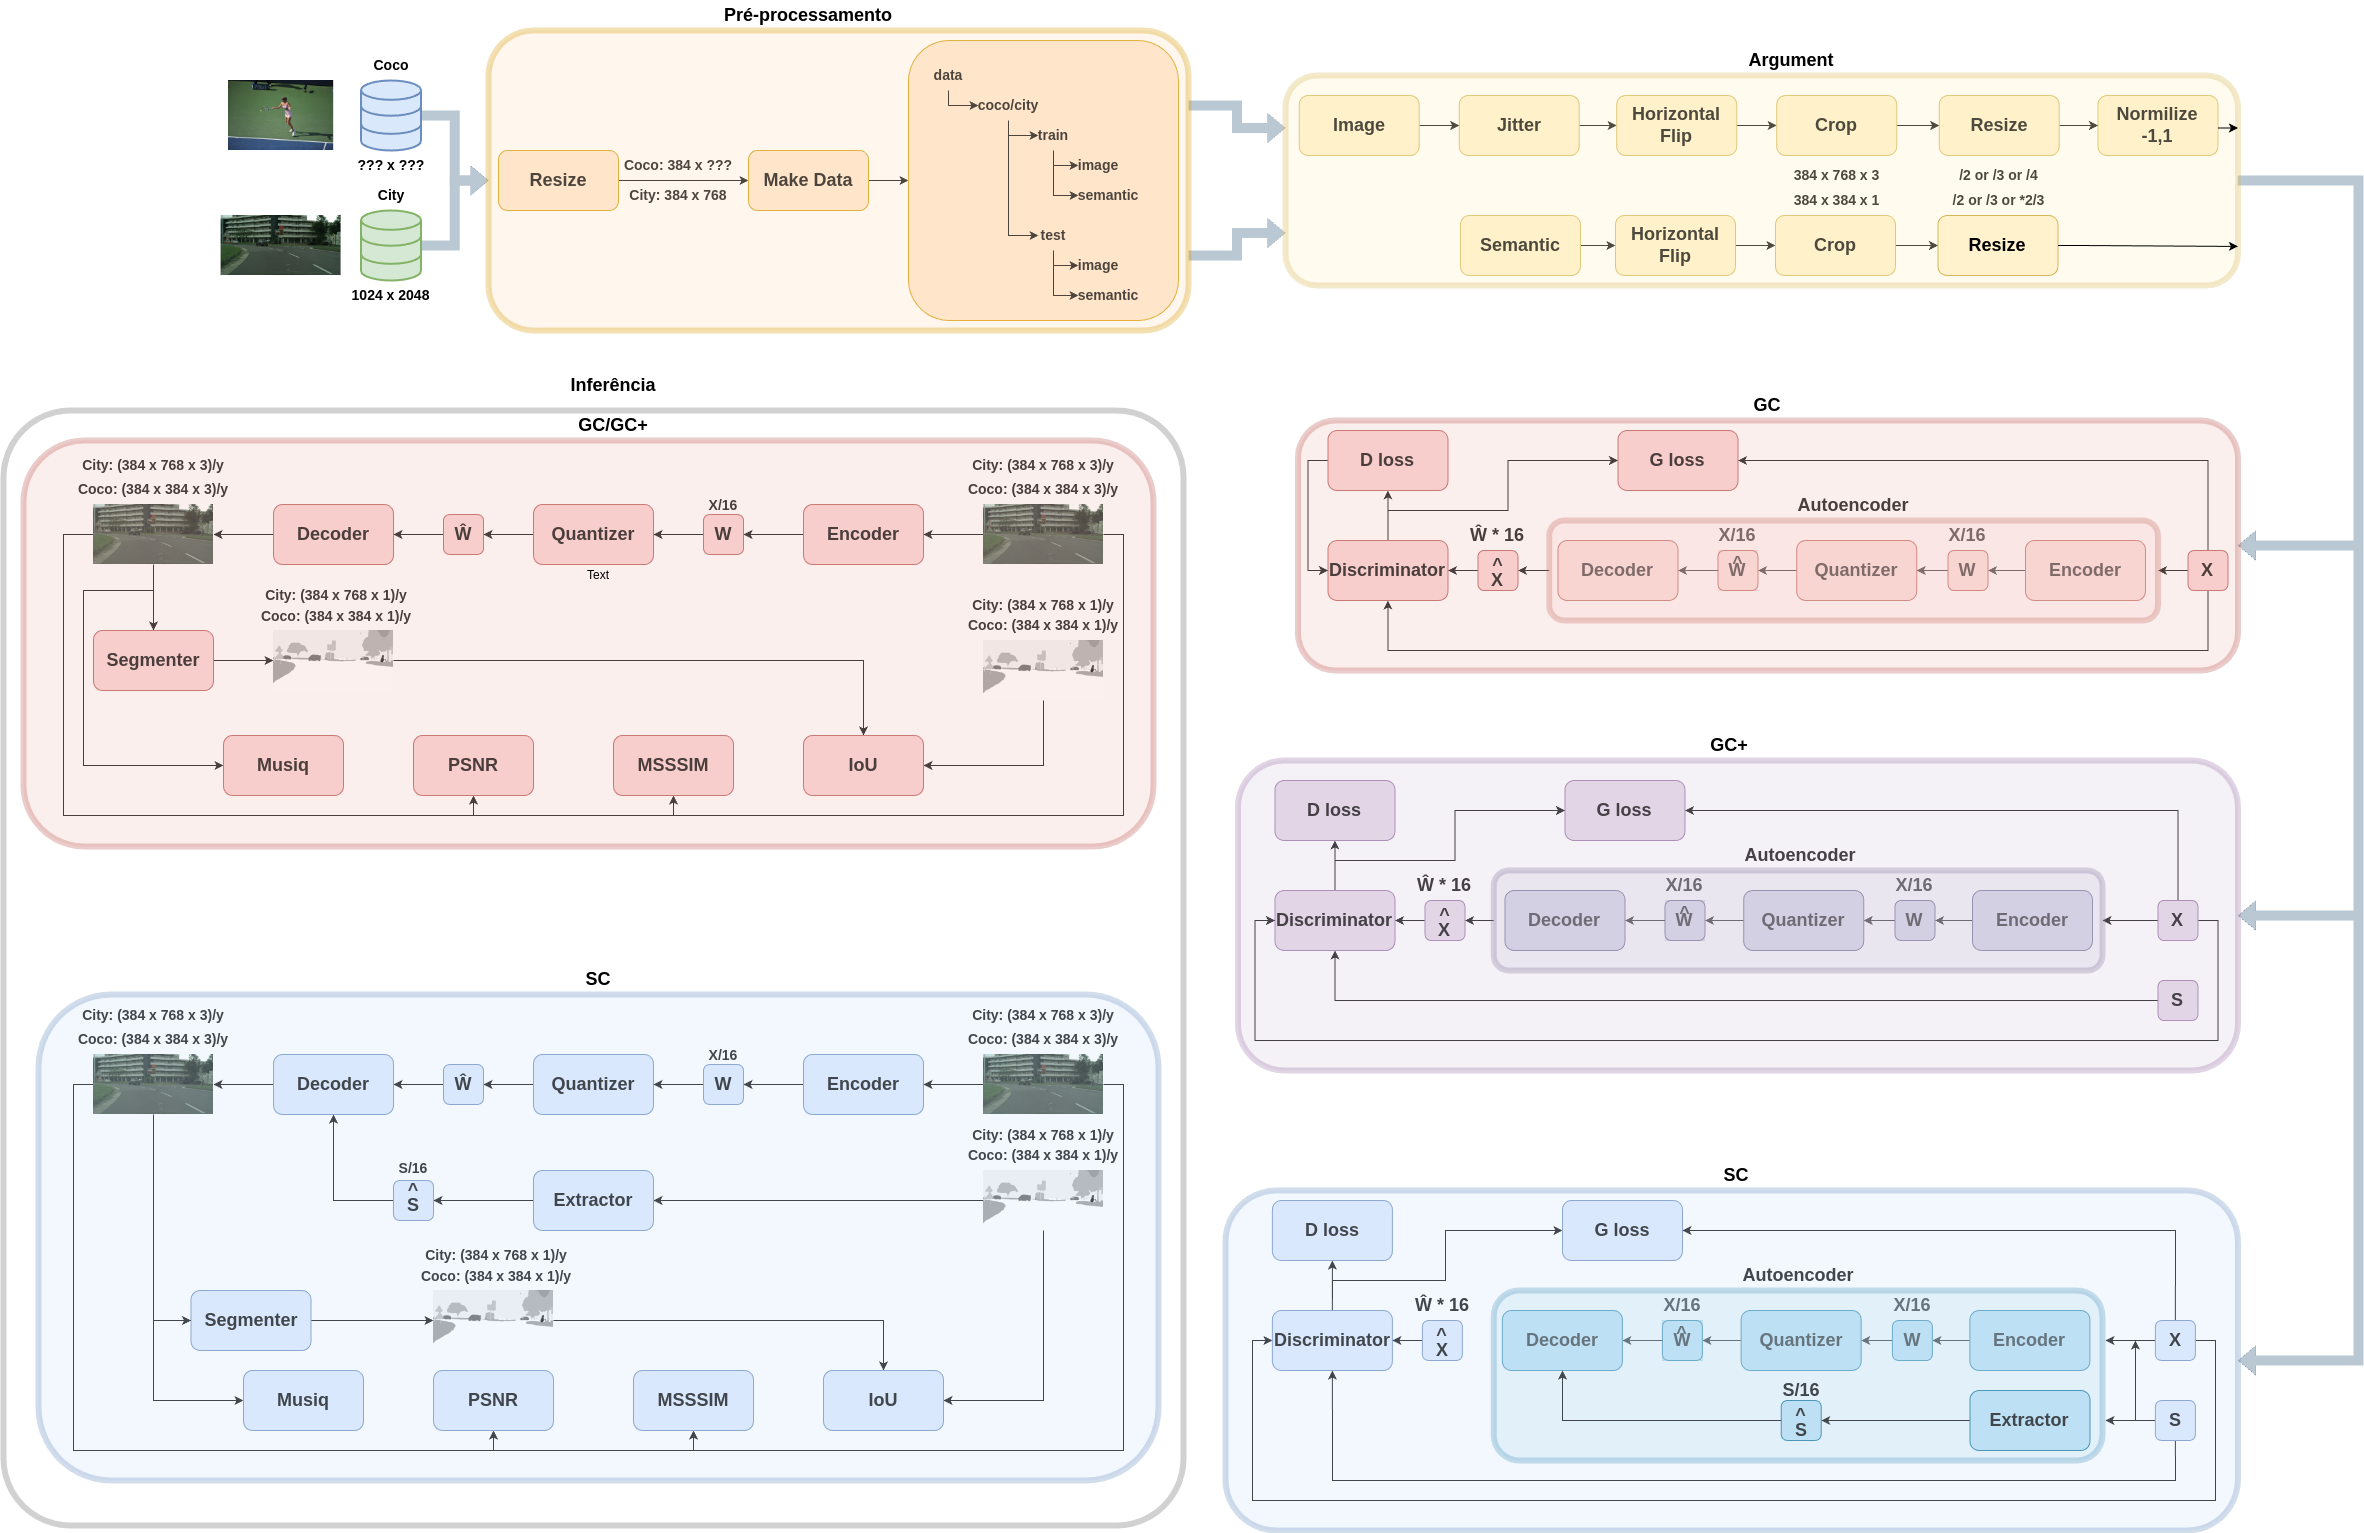 Pré-processamento
Coco
??? x ???
City
1024 x 2048
Resize
Coco: 384 x ???
City: 384 x 768
Make Data
data
coco/city
train
image
semantic
test
image
semantic
Argument
Image
Jitter
Horizontal
Flip
Crop
Resize
Normilize
-1,1
384 x 768 x 3
/2 or /3 or /4
384 x 384 x 1
/2 or /3 or *2/3
Semantic
Horizontal
Flip
Crop
Resize
Inferência
GC/GC+
City: (384 x 768 x 3)/y
Coco: (384 x 384 x 3)/y
Decoder
Ŵ
Quantizer
Text
X/16
W
Encoder
City: (384 x 768 x 3)/y
Coco: (384 x 384 x 3)/y
City: (384 x 768 x 1)/y
Coco: (384 x 384 x 1)/y
City: (384 x 768 x 1)/y
Coco: (384 x 384 x 1)/y
Segmenter
Musiq
PSNR
MSSSIM
IoU
SC
City: (384 x 768 x 3)/y
Coco: (384 x 384 x 3)/y
Decoder
Ŵ
Quantizer
X/16
W
Encoder
City: (384 x 768 x 3)/y
Coco: (384 x 384 x 3)/y
City: (384 x 768 x 1)/y
Coco: (384 x 384 x 1)/y
S/16
^
S
Extractor
City: (384 x 768 x 1)/y
Coco: (384 x 384 x 1)/y
Segmenter
Musiq
PSNR
MSSSIM
IoU
GC
D loss
G loss
Autoencoder
Ŵ * 16
X/16
X/16
Discriminator
^
X
Decoder
^
W
Quantizer
W
Encoder
X
GC+
D loss
G loss
Autoencoder
Ŵ * 16
X/16
X/16
Discriminator
^
X
Decoder
^
W
Quantizer
W
Encoder
X
S
SC
D loss
G loss
Autoencoder
Ŵ * 16
X/16
X/16
Discriminator
^
X
Decoder
^
W
Quantizer
W
Encoder
X
S/16
^
S
Extractor
S